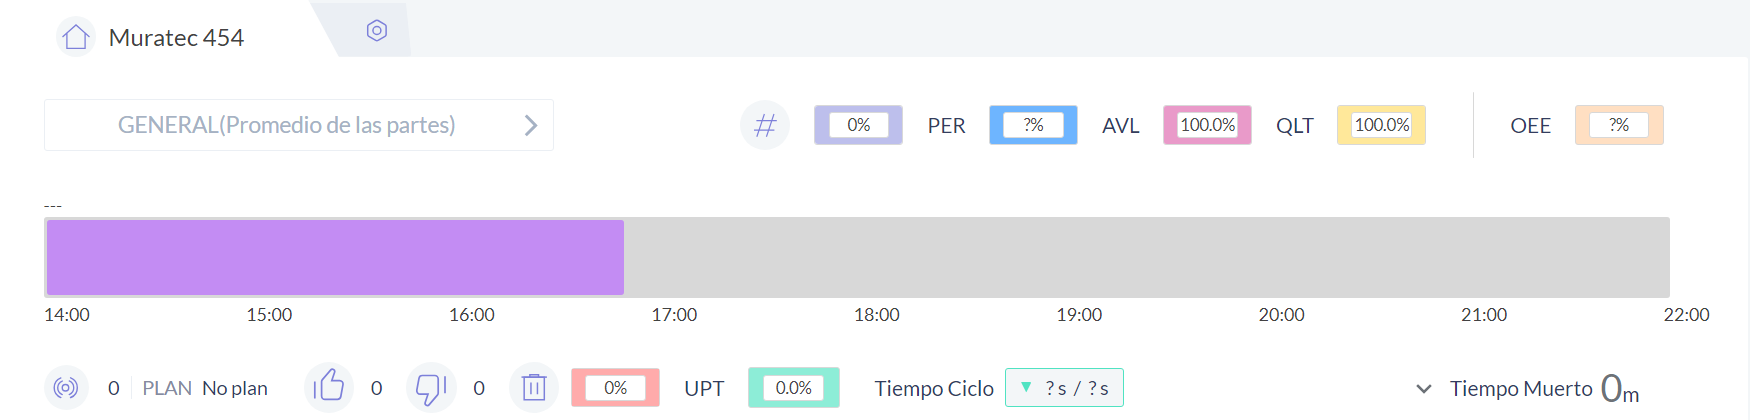 Muratec 454
GENERAL(Promedio de las partes)
0% PER ?% AVL 100.0% QLT 100.0% OEE ?%
---
14:00 15:00 16:00 17:00 18:00 19:00 20:00 21:00 22:00
0 PLAN No plan 0 0 0% UPT 0.0% Tiempo Ciclo ? s / ? s Tiempo Muerto 0m